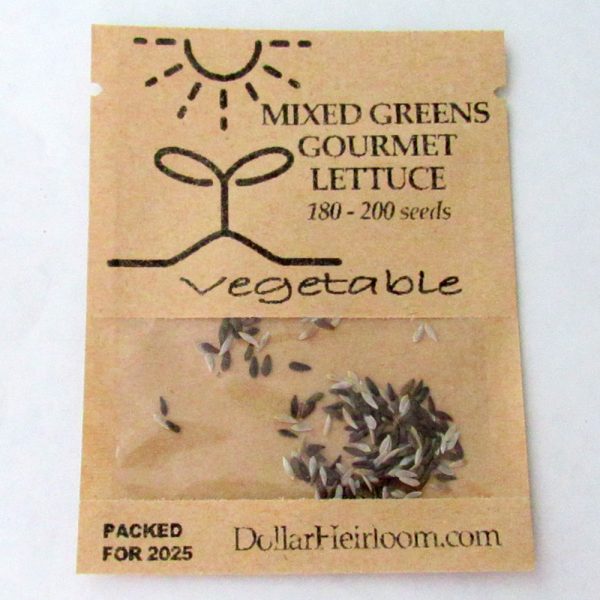 MIXED GREENS
GOURMET
LETTUCE
180 - 200 seeds
vegetable
PACKED
FOR 2025
DollarHeirloom.com